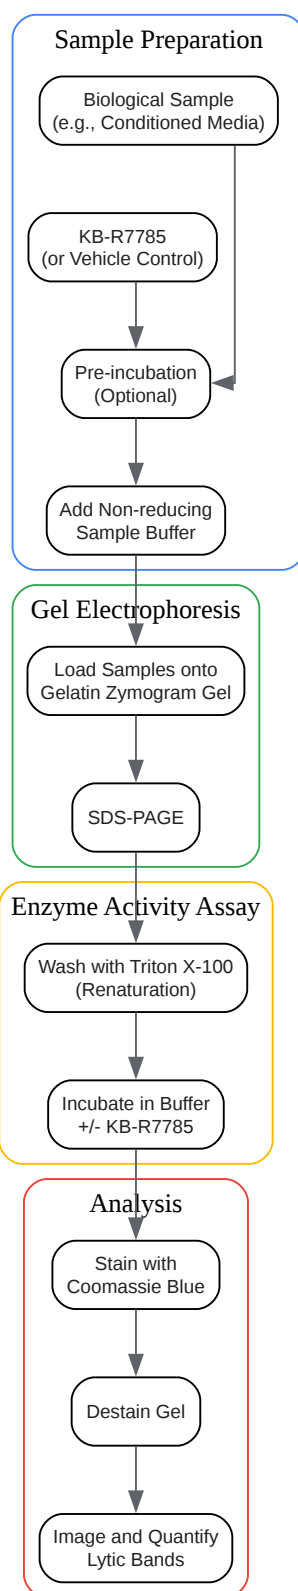 Sample Preparation
Biological Sample
(e.g., Conditioned Media)
KB-R7785
(or Vehicle Control)
Pre-incubation
(Optional)
Add Non-reducing
Sample Buffer
Gel Electrophoresis
Load Samples onto
Gelatin Zymogram Gel
SDS-PAGE
Enzyme Activity Assay
Wash with Triton X-100
(Renaturation)
Incubate in Buffer
+/- KB-R7785
Analysis
Stain with
Coomassie Blue
Destain Gel
Image and Quantify
Lytic Bands